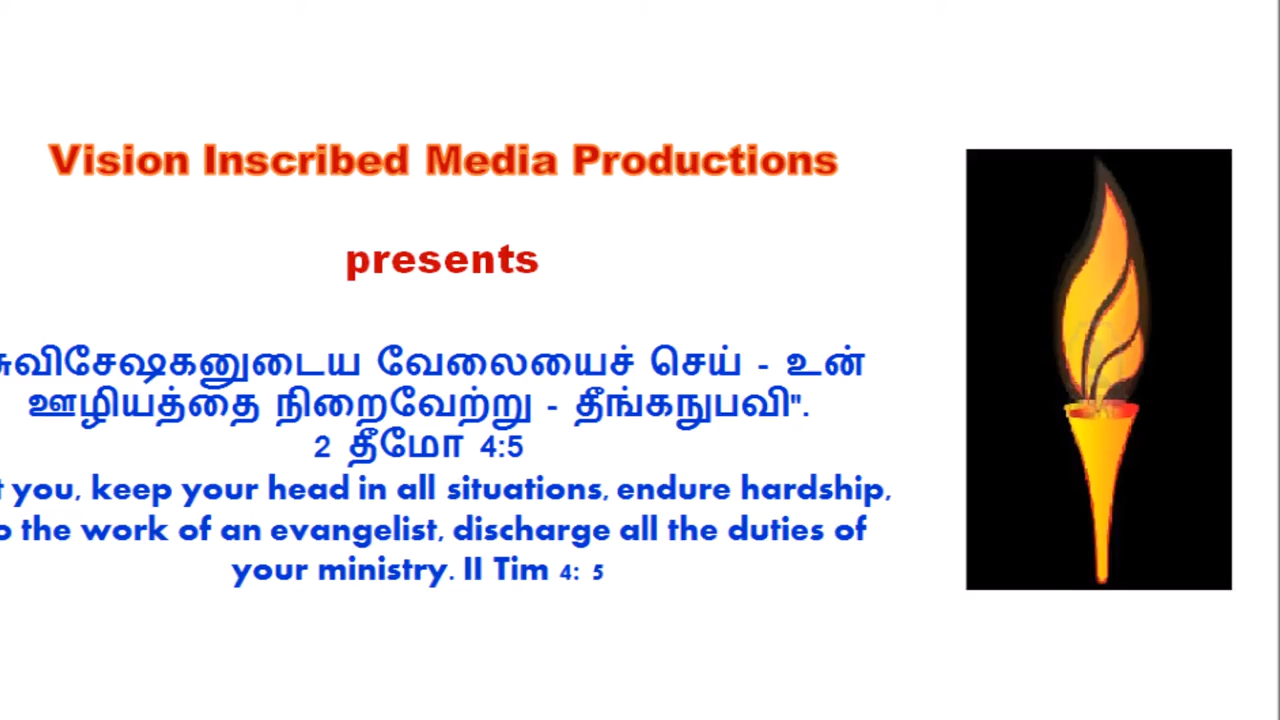 Vision Inscribed Media Productions
presents
சுவிசேஷகனுடைய வேலையைச் செய் - உன்
ஊழியத்தை நிறைவேற்று - தீங்கநுபவி".
2 தீமோ 4:5
you, keep your head in all situations, endure hardship,
the work of an evangelist, discharge all the duties of
your ministry. II Tim 4: 5